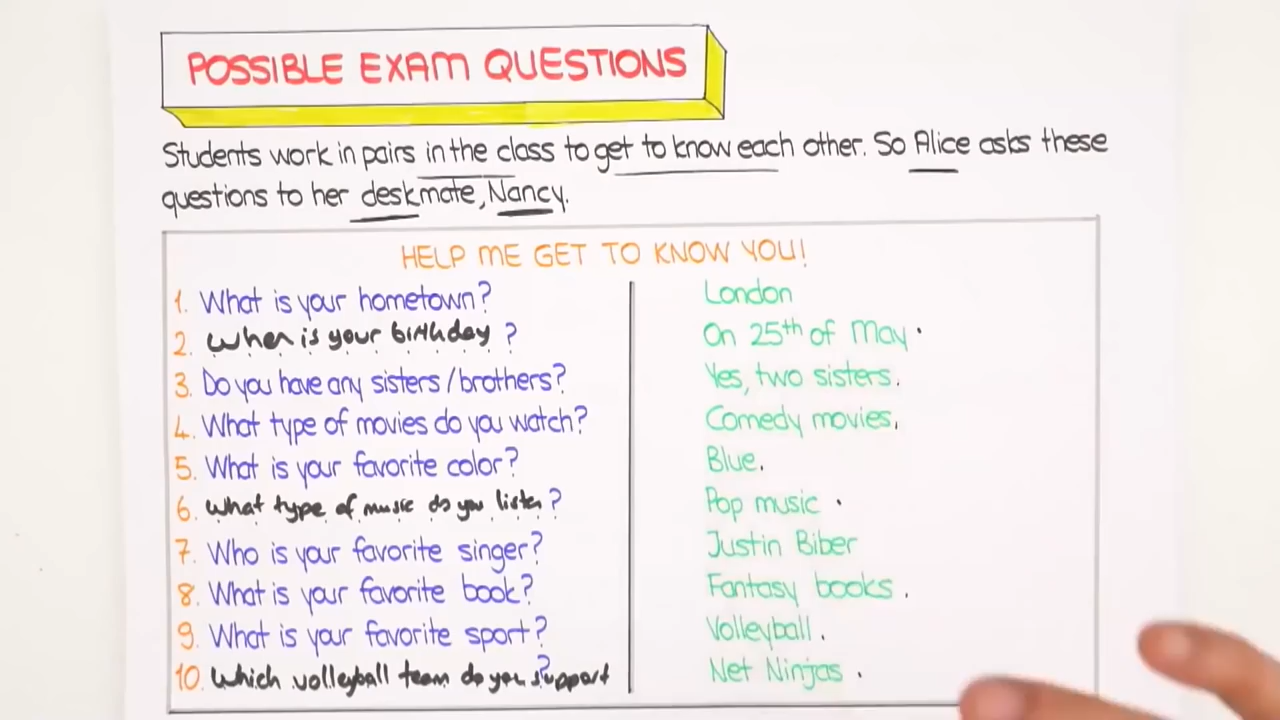 POSSIBLE EXAM QUESTIONS
Students work in pairs in the class to get to know each other. So Alice asks these
questions to her deskmate, Nancy.
HELP ME GET TO KNOW YOU!
1. What is your hometown? London
2. When is your birthday ? On 25th of May.
3. Do you have any sisters/brothers? Yes, two sisters.
4. What type of movies do you watch? Comedy movies.
5. What is your favorite color? Blue.
6. What type of music do you listen ? Pop music.
7. Who is your favorite singer? Justin Biber
8. What is your favorite book? Fantasy books.
9. What is your favorite sport? Volleyball.
10. Which volleyball team do you support ? Net Ninjas.